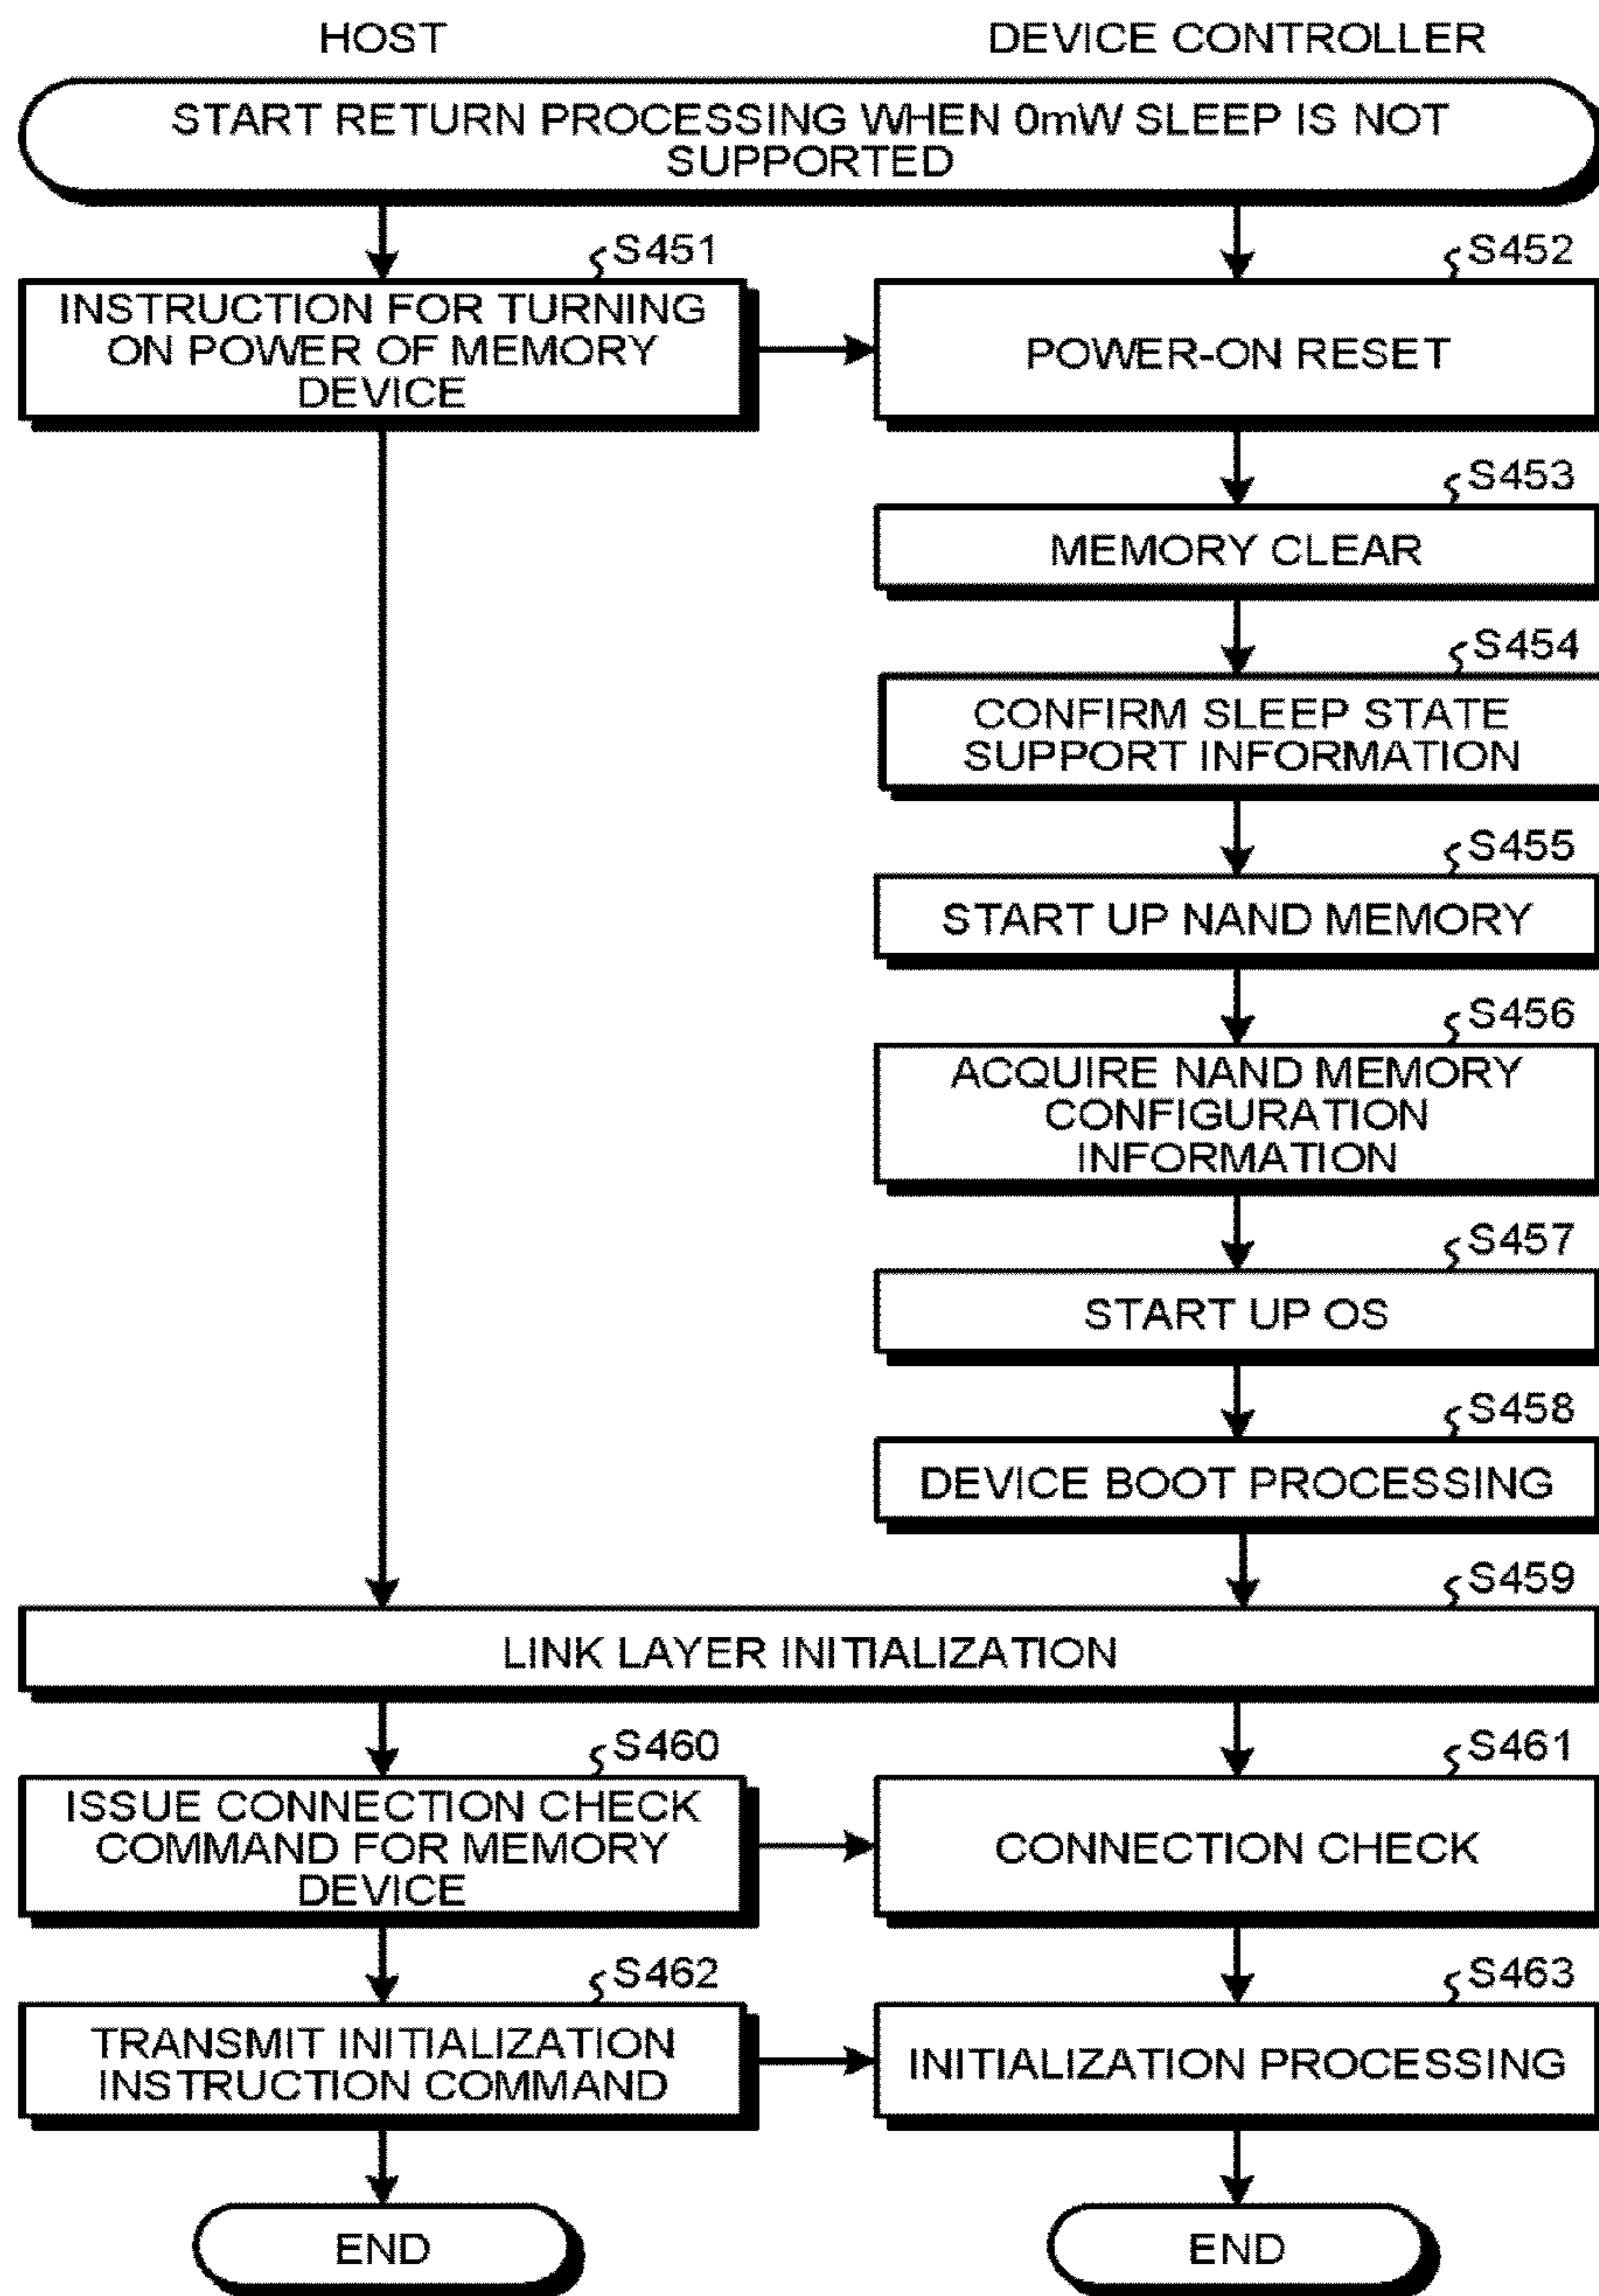 HOST
DEVICE CONTROLLER
START RETURN PROCESSING WHEN 0mW SLEEP IS NOT
SUPPORTED
S451
INSTRUCTION FOR TURNING
ON POWER OF MEMORY
DEVICE
S452
POWER-ON RESET
S453
MEMORY CLEAR
S454
CONFIRM SLEEP STATE
SUPPORT INFORMATION
S455
START UP NAND MEMORY
S456
ACQUIRE NAND MEMORY
CONFIGURATION
INFORMATION
S457
START UP OS
S458
DEVICE BOOT PROCESSING
S459
LINK LAYER INITIALIZATION
S460
ISSUE CONNECTION CHECK
COMMAND FOR MEMORY
DEVICE
S461
CONNECTION CHECK
S462
TRANSMIT INITIALIZATION
INSTRUCTION COMMAND
S463
INITIALIZATION PROCESSING
END
END